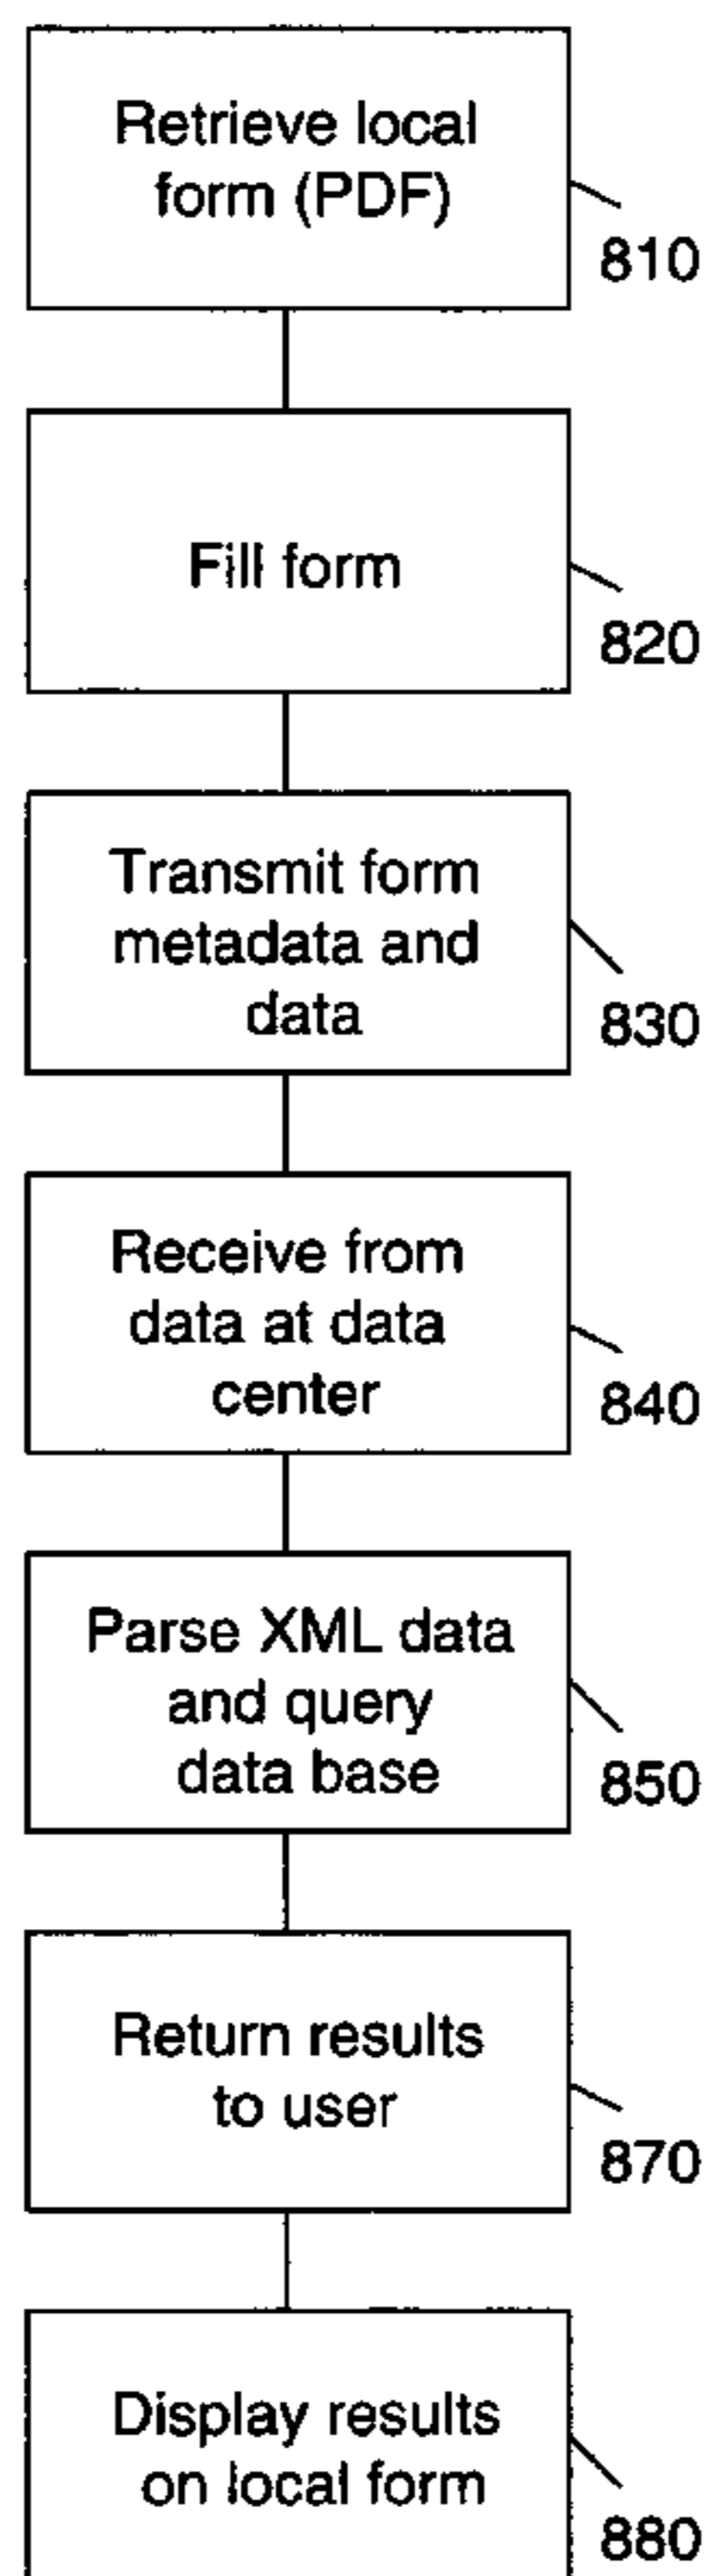 Retrieve local
form (PDF)
810
Fill form
820
Transmit form
metadata and
data
830
Receive from
data at data
center
840
Parse XML data
and query
data base
850
Return results
to user
870
Display results
on local form
880